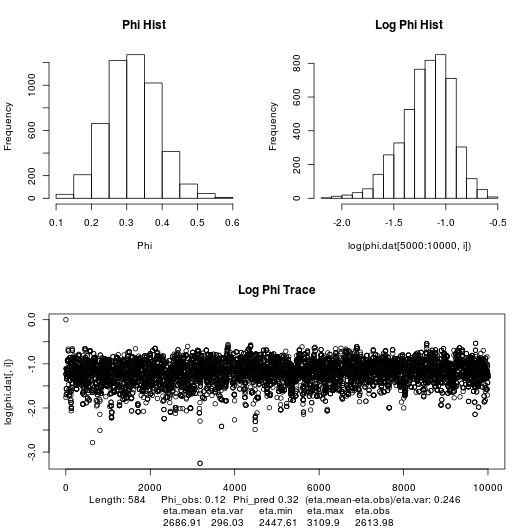 Phi Hist
Frequency
0 200 600 1000
0.1 0.2 0.3 0.4 0.5 0.6
Phi
Log Phi Hist
Frequency
0 200 400 600 800
-2.0 -1.5 -1.0 -0.5
log(phi.dat[5000:10000, i])
Log Phi Trace
log(phi.dat[, i])
0.0 -1.0 -2.0 -3.0
0 2000 4000 6000 8000 10000
Length: 584 Phi_obs: 0.12 Phi_pred 0.32 (eta.mean-eta.obs)/eta.var: 0.246
eta.mean eta.var eta.min eta.max eta.obs
2686.91 296.03 2447.61 3109.9 2613.98